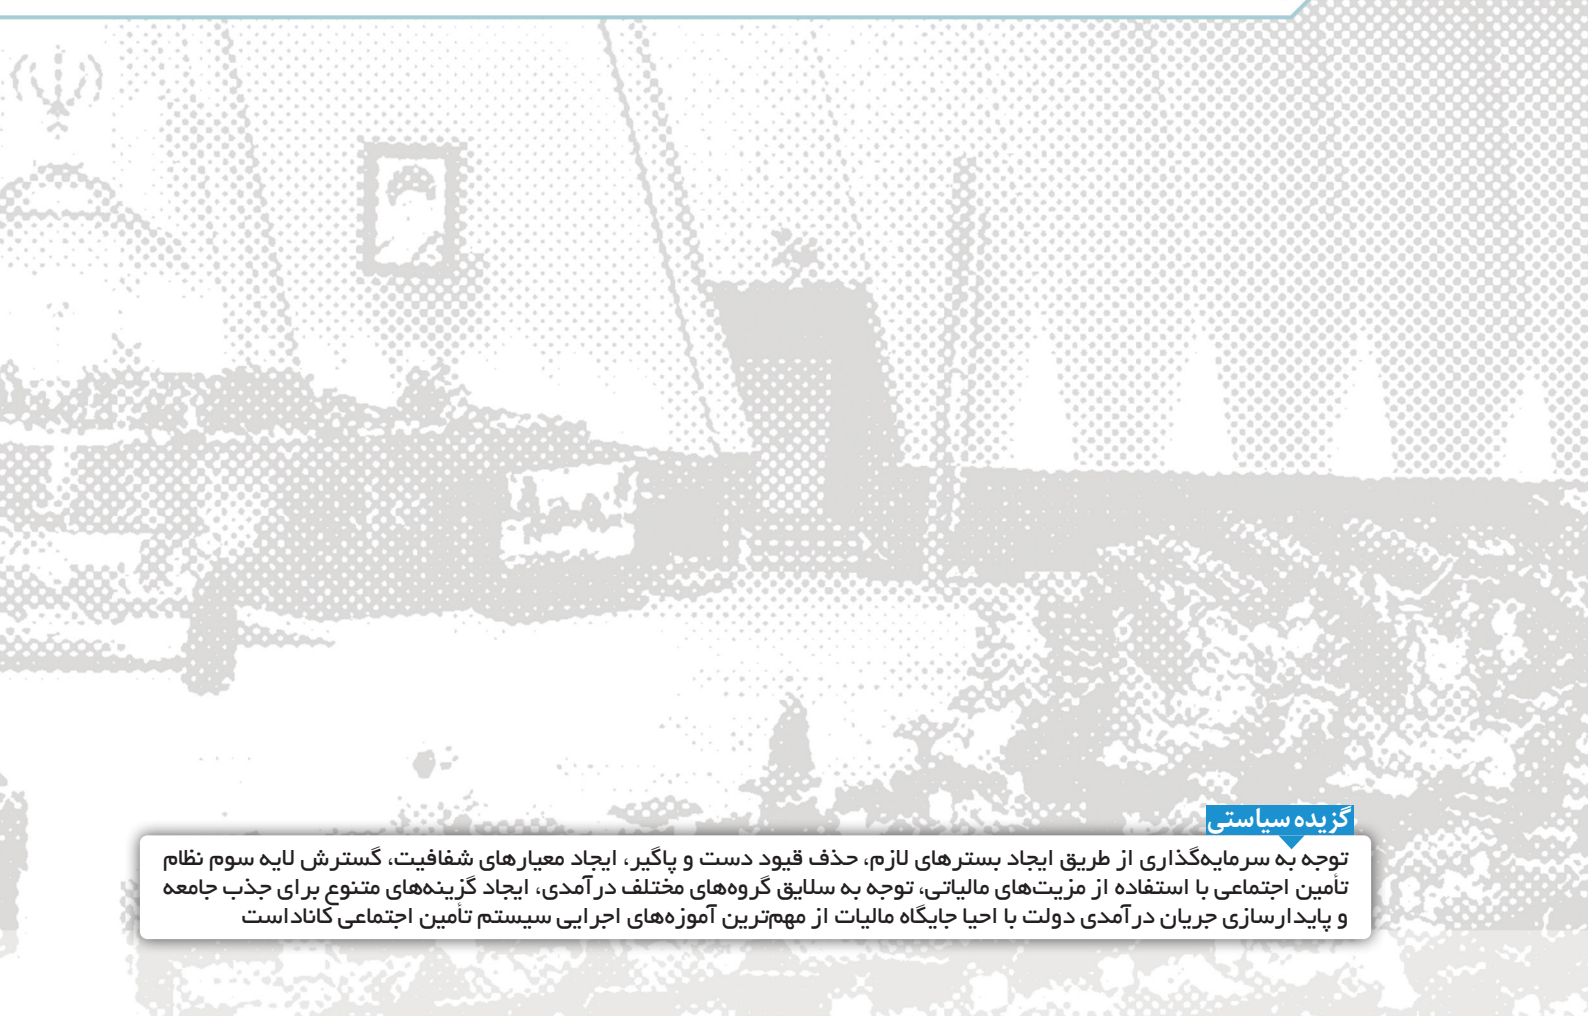 گزیده سیاستی
توجه به سرمایه‌گذاری از طریق ایجاد بسترهای لازم، حذف قیود دست و پاگیر، ایجاد معیارهای شفافیت، گسترش لایه سوم نظام
تأمین اجتماعی با استفاده از مزیت‌های مالیاتی، توجه به سلایق گروه‌های مختلف درآمدی، ایجاد گزینه‌های متنوع برای جذب جامعه
و پایدارسازی جریان درآمدی دولت با احیا جایگاه مالیات از مهم‌ترین آموزه‌های اجرایی سیستم تأمین اجتماعی کاناداست